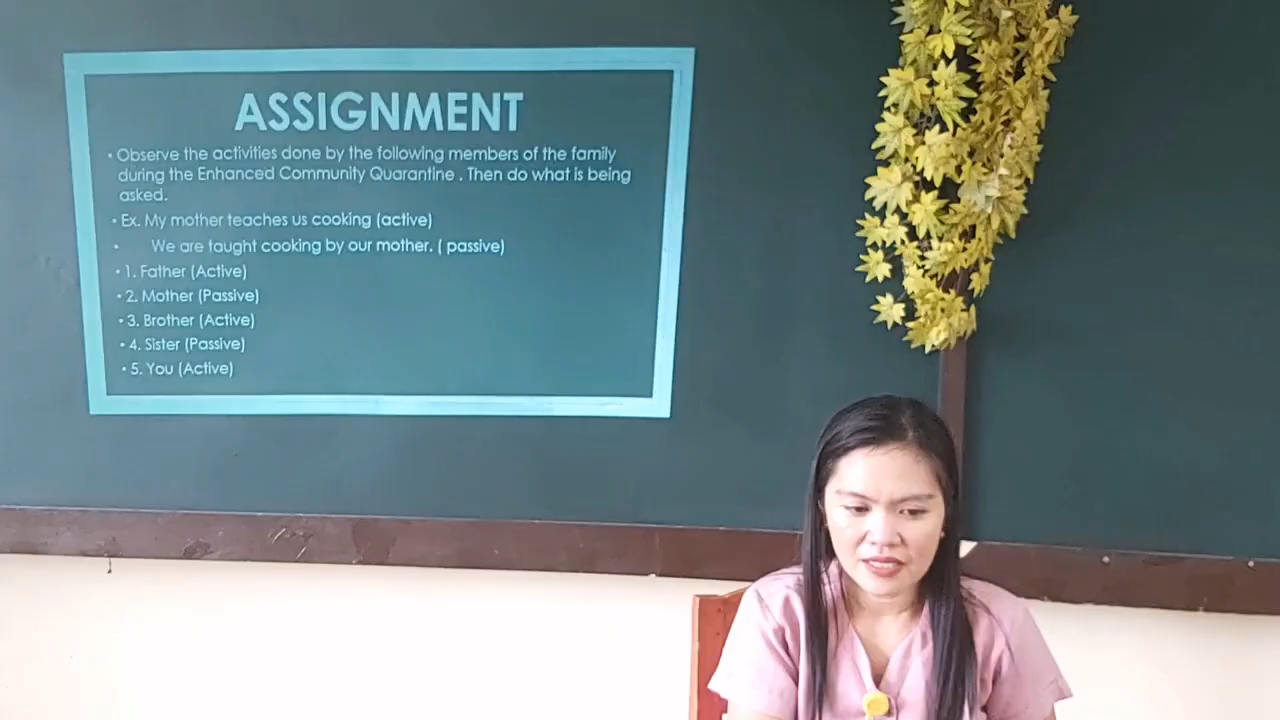 ASSIGNMENT
• Observe the activities done by the following members of the family
during the Enhanced Community Quarantine . Then do what is being
asked.
• Ex. My mother teaches us cooking (active)
• We are taught cooking by our mother. ( passive)
• 1. Father (Active)
• 2. Mother (Passive)
• 3. Brother (Active)
• 4. Sister (Passive)
• 5. You (Active)